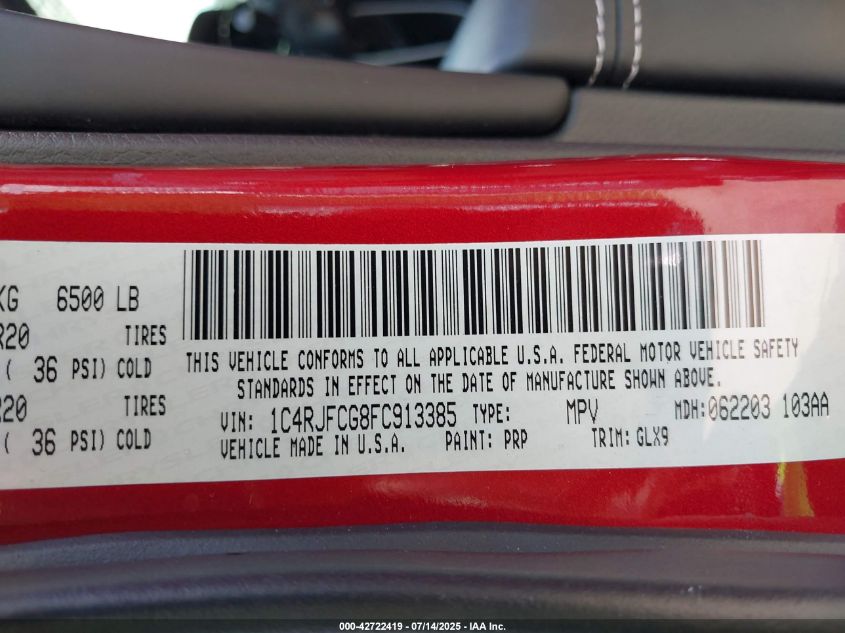 KG 6500 LB
R20 TIRES
( 36 PSI) COLD
R20 TIRES
( 36 PSI) COLD
THIS VEHICLE CONFORMS TO ALL APPLICABLE U.S.A. FEDERAL MOTOR VEHICLE SAFETY
STANDARDS IN EFFECT ON THE DATE OF MANUFACTURE SHOWN ABOVE.
VIN: 1C4RJFCG8FC913385 TYPE: MPV MDH: 062203 103AA
VEHICLE MADE IN U.S.A. PAINT: PRP TRIM: GLX9
000-42722419 - 07/14/2025 - IAA Inc.